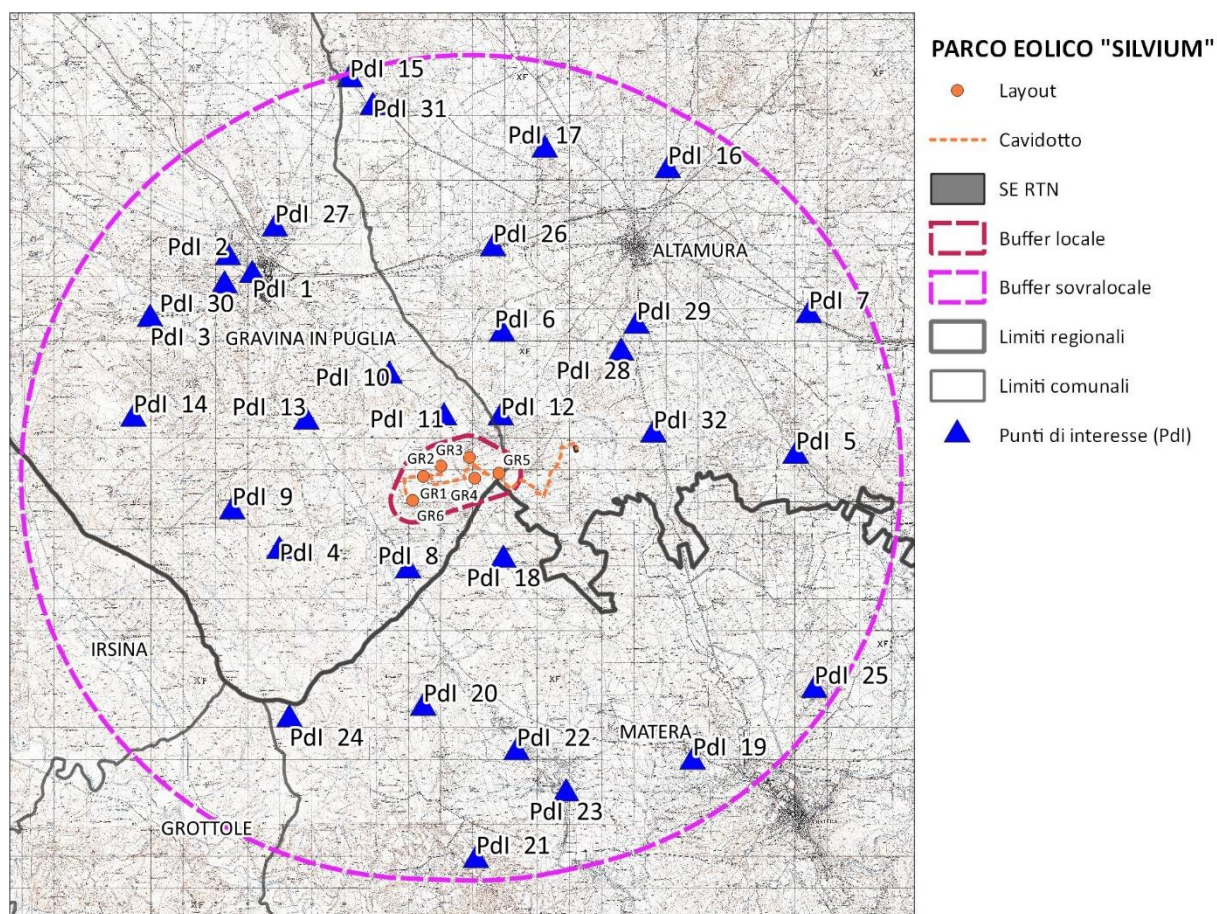 PdI 15
PdI 31
PdI 17
PdI 16
PdI 27
PdI 2
PdI 26
ALTAMURA
PdI 1
PdI 30
PdI 3
GRAVINA IN PUGLIA
PdI 6
PdI 29
PdI 7
PdI 28
PdI 10
PdI 14
PdI 13
PdI 11
PdI 12
PdI 32
PdI 5
GR3
GR2
GR5
GR1
GR4
GR6
PdI 9
PdI 4
PdI 8
PdI 18
IRSINA
PdI 25
PdI 20
PdI 24
PdI 22
MATERA
PdI 19
PdI 23
GROTTOLE
PdI 21
PARCO EOLICO "SILVIUM"
Layout
Cavidotto
SE RTN
Buffer locale
Buffer sovralocale
Limiti regionali
Limiti comunali
Punti di interesse (PdI)